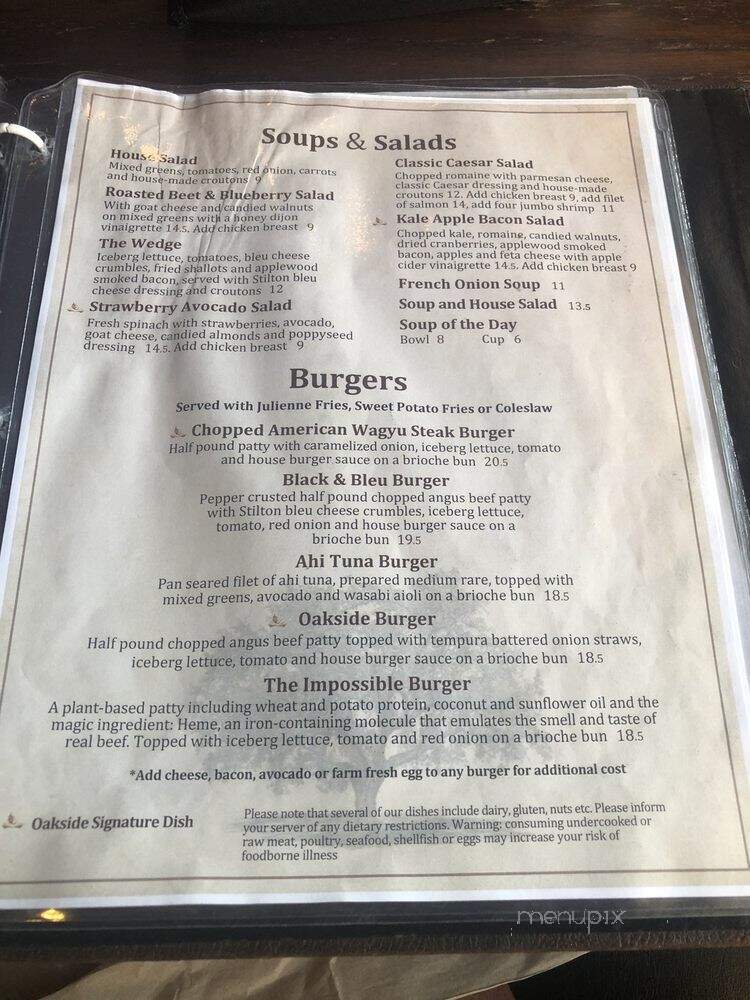 Soups & Salads
House Salad
Mixed greens, tomatoes, red onion, carrots
and house-made croutons 9
Roasted Beet & Blueberry Salad
With goat cheese and candied walnuts
on mixed greens with a honey dijon
vinaigrette 14.5. Add chicken breast 9
The Wedge
Iceberg lettuce, tomatoes, bleu cheese
crumbles, fried shallots and applewood
smoked bacon, served with Stilton bleu
cheese dressing and croutons 12
Strawberry Avocado Salad
Fresh spinach with strawberries, avocado,
goat cheese, candied almonds and poppyseed
dressing 14.5. Add chicken breast 9
Classic Caesar Salad
Chopped romaine with parmesan cheese,
classic Caesar dressing and house-made
croutons 12. Add chicken breast 9, add filet
of salmon 14, add four jumbo shrimp 11
Kale Apple Bacon Salad
Chopped kale, romaine, candied walnuts,
dried cranberries, applewood smoked
bacon, apples and feta cheese with apple
cider vinaigrette 14.5. Add chicken breast 9
French Onion Soup 11
Soup and House Salad 13.5
Soup of the Day
Bowl 8 Cup 6
Burgers
Served with Julienne Fries, Sweet Potato Fries or Coleslaw
Chopped American Wagyu Steak Burger
Half pound patty with caramelized onion, iceberg lettuce, tomato
and house burger sauce on a brioche bun 20.5
Black & Bleu Burger
Pepper crusted half pound chopped angus beef patty
with Stilton bleu cheese crumbles, iceberg lettuce,
tomato, red onion and house burger sauce on a
brioche bun 19.5
Ahi Tuna Burger
Pan seared filet of ahi tuna, prepared medium rare, topped with
mixed greens, avocado and wasabi aioli on a brioche bun 18.5
Oakside Burger
Half pound chopped angus beef patty topped with tempura battered onion straws,
iceberg lettuce, tomato and house burger sauce on a brioche bun 18.5
The Impossible Burger
A plant-based patty including wheat and potato protein, coconut and sunflower oil and the
magic ingredient: Heme, an iron-containing molecule that emulates the smell and taste of
real beef. Topped with iceberg lettuce, tomato and red onion on a brioche bun 18.5
*Add cheese, bacon, avocado or farm fresh egg to any burger for additional cost
Oakside Signature Dish
Please note that several of our dishes include dairy, gluten, nuts etc. Please inform
your server of any dietary restrictions. Warning: consuming undercooked or
raw meat, poultry, seafood, shellfish or eggs may increase your risk of
foodborne illness
menupix